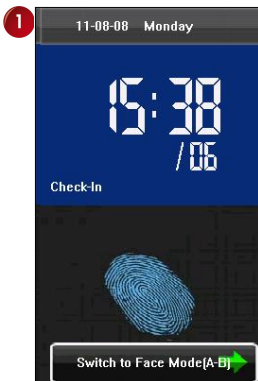 1
11-08-08 Monday
15:38
/06
Check-In
Switch to Face Mode(A-B)